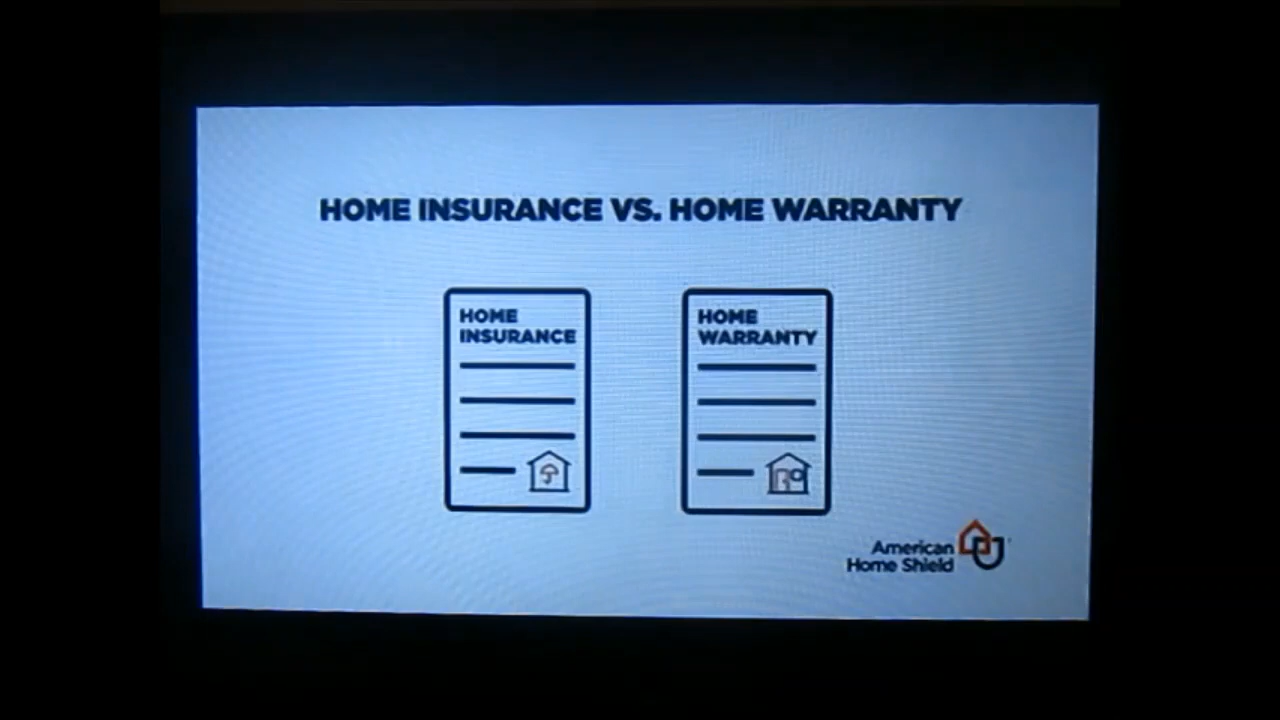 HOME INSURANCE VS. HOME WARRANTY
HOME
INSURANCE
HOME
WARRANTY
American
Home Shield